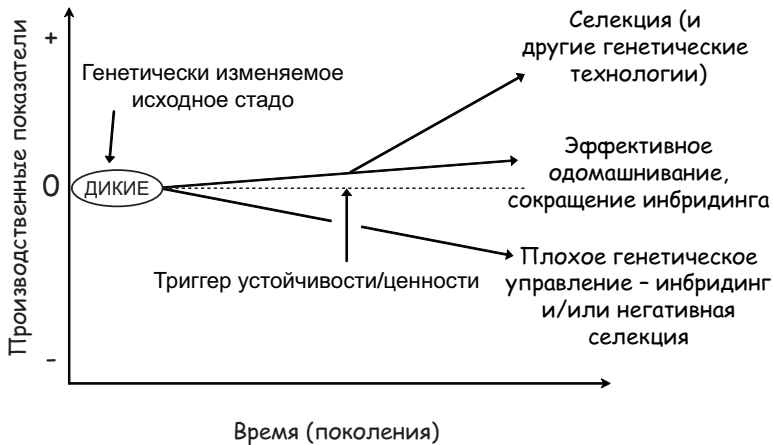 Производственные показатели
+
0
-
Генетически изменяемое
исходное стадо
ДИКИЕ
Триггер устойчивости/ценности
Селекция (и
другие генетические
технологии)
Эффективное
одомашнивание,
сокращение инбридинга
Плохое генетическое
управление – инбридинг
и/или негативная
селекция
Время (поколения)